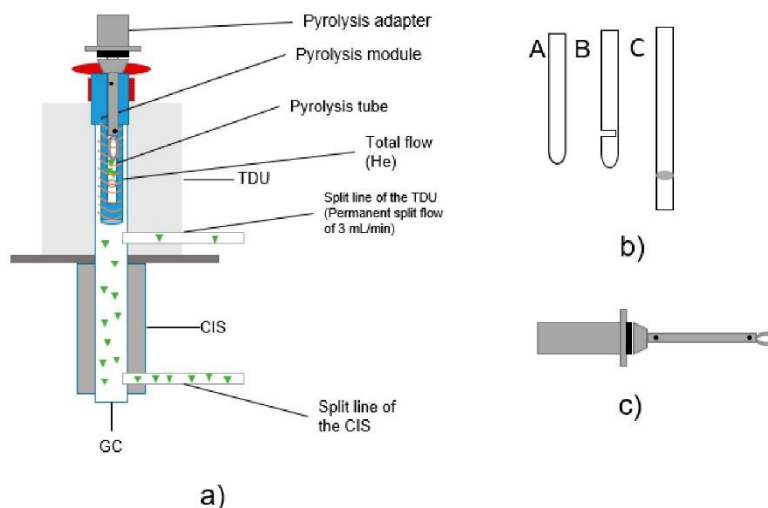 Pyrolysis adapter
Pyrolysis module
Pyrolysis tube
Total flow
(He)
TDU
Split line of the TDU
(Permanent split flow
of 3 mL/min)
CIS
Split line of
the CIS
GC
a)
A B C
b)
c)